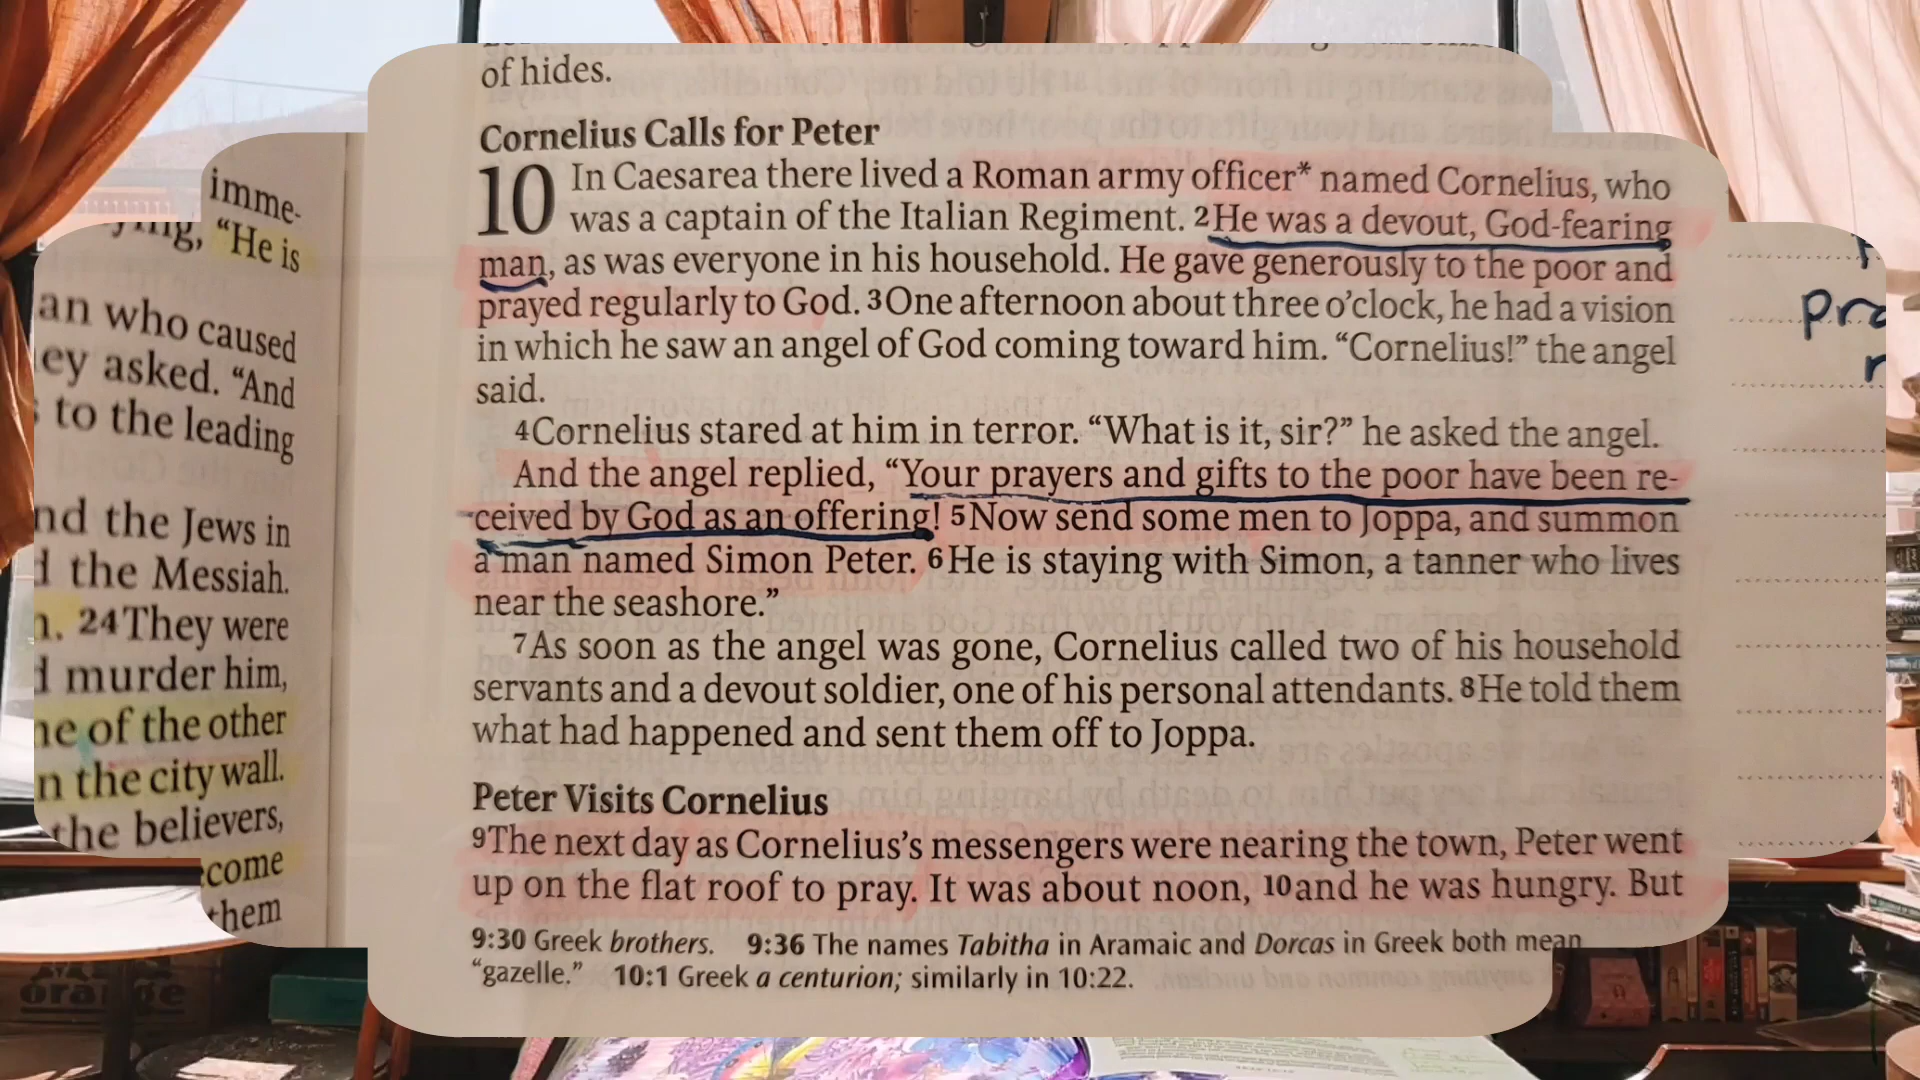 of hides.
Cornelius Calls for Peter
10 In Caesarea there lived a Roman army officer* named Cornelius, who
was a captain of the Italian Regiment. 2He was a devout, God-fearing
man, as was everyone in his household. He gave generously to the poor and
prayed regularly to God. 3One afternoon about three o’clock, he had a vision
in which he saw an angel of God coming toward him. “Cornelius!” the angel
said.
4Cornelius stared at him in terror. “What is it, sir?” he asked the angel.
And the angel replied, “Your prayers and gifts to the poor have been re-
ceived by God as an offering! 5Now send some men to Joppa, and summon
a man named Simon Peter. 6He is staying with Simon, a tanner who lives
near the seashore.”
7As soon as the angel was gone, Cornelius called two of his household
servants and a devout soldier, one of his personal attendants. 8He told them
what had happened and sent them off to Joppa.
Peter Visits Cornelius
9The next day as Cornelius’s messengers were nearing the town, Peter went
up on the flat roof to pray. It was about noon, 10and he was hungry. But
9:30 Greek brothers. 9:36 The names Tabitha in Aramaic and Dorcas in Greek both mean
“gazelle.” 10:1 Greek a centurion; similarly in 10:22.
imme-
“He is
an who caused
ey asked. “And
to the leading
nd the Jews in
the Messiah.
24They were
murder him,
of the other
n the city wall.
the believers,
come
them
orange